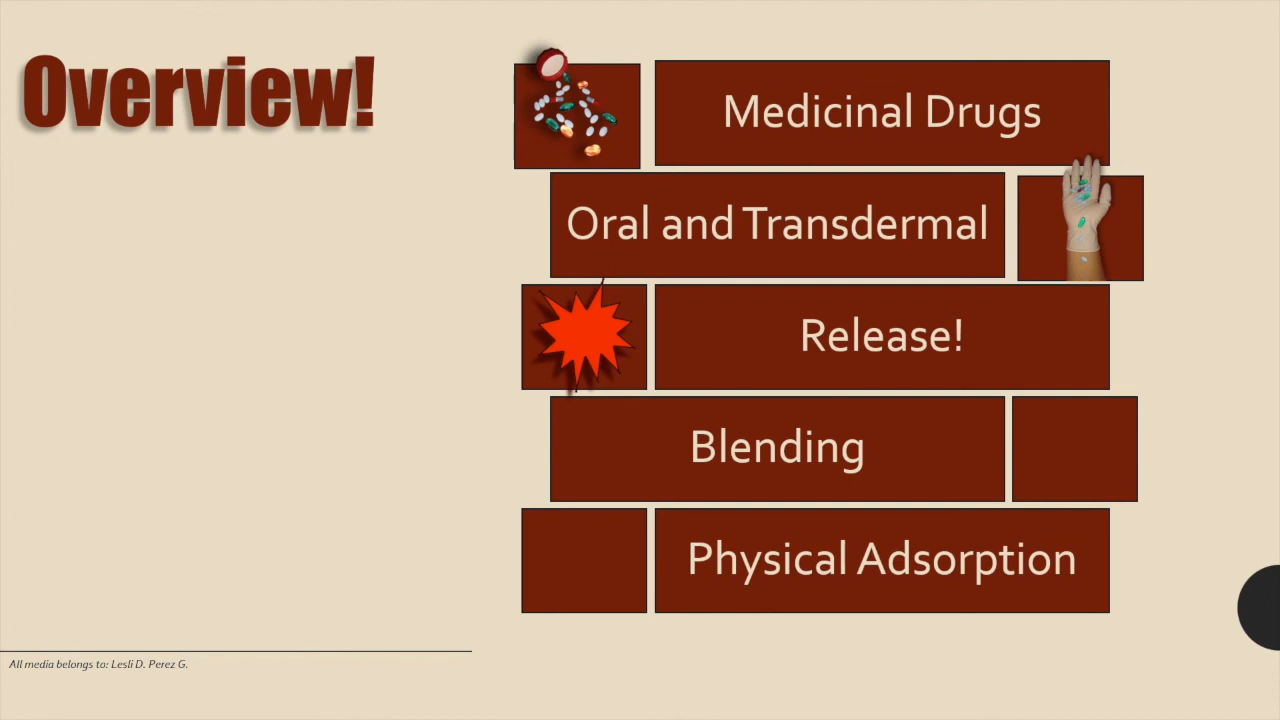 Overview!
Medicinal Drugs
Oral and Transdermal
Release!
Blending
Physical Adsorption
All media belongs to: Lesli D. Perez G.